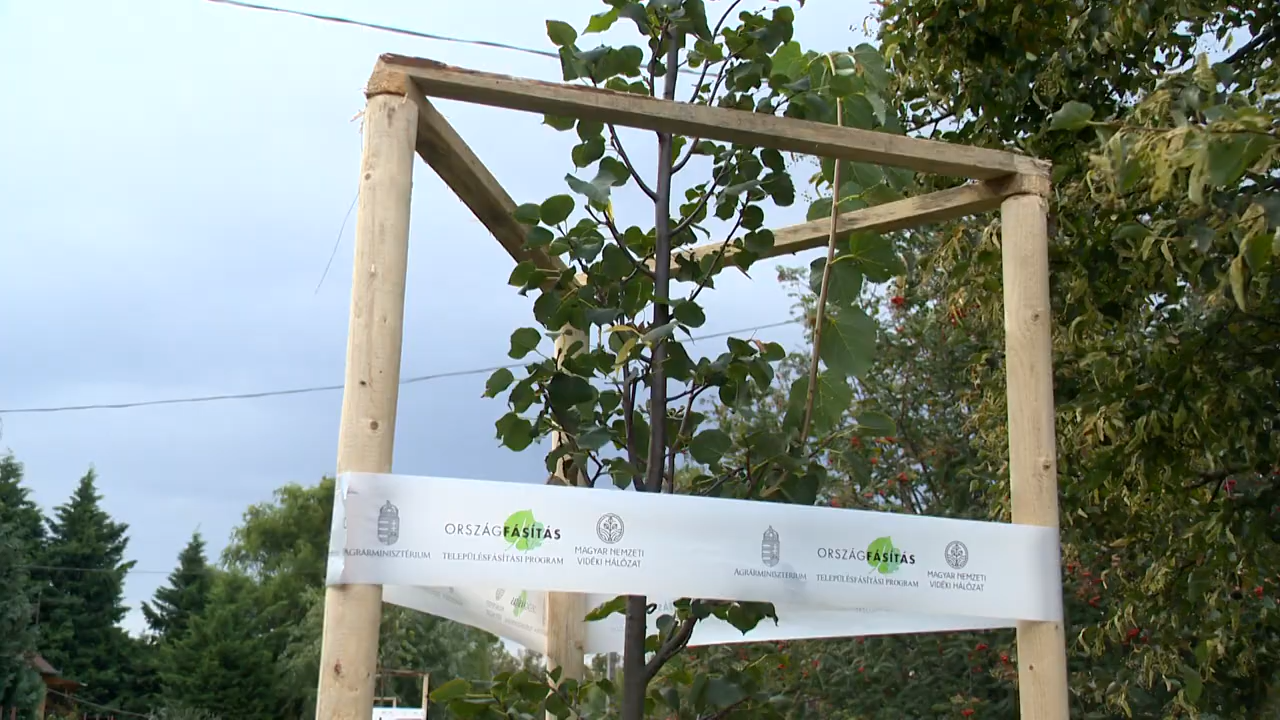 AGRÁRMINISZTÉRIUM
ORSZÁGFÁSÍTÁS
TELEPÜLÉSFÁSÍTÁSI PROGRAM
MAGYAR NEMZETI
VIDÉKI HÁLÓZAT
AGRÁRMINISZTÉRIUM
ORSZÁGFÁSÍTÁS
TELEPÜLÉSFÁSÍTÁSI PROGRAM
MAGYAR NEMZETI
VIDÉKI HÁLÓZAT